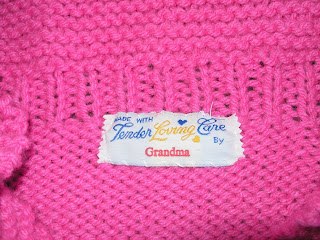 MADE WITH
Tender Loving Care
By
Grandma